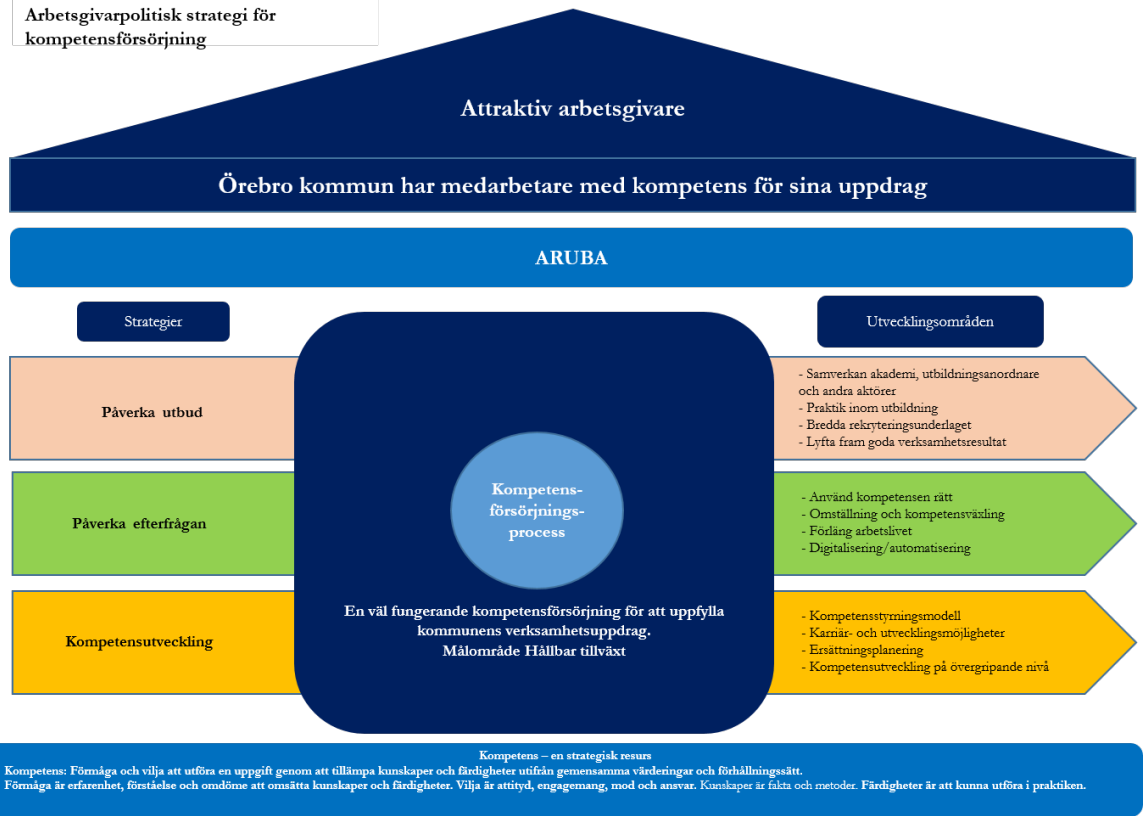 Arbetsgivarpolitisk strategi för
kompetensförsörjning
Attraktiv arbetsgivare
Örebro kommun har medarbetare med kompetens för sina uppdrag
ARUBA
Strategier
Utvecklingsområden
Påverka utbud
- Samverkan akademi, utbildningsanordnare
och andra aktörer
- Praktik inom utbildning
- Bredda rekryteringsunderlaget
- Lyfta fram goda verksamhetsresultat
Påverka efterfrågan
- Använd kompetensen rätt
- Omställning och kompetensväxling
- Förläng arbetslivet
- Digitalisering/automatisering
Kompetensutveckling
- Kompetensstyrningsmodell
- Karriär- och utvecklingsmöjligheter
- Ersättningsplanering
- Kompetensutveckling på övergripande nivå
Kompetens-
försörjnings-
process
En väl fungerande kompetensförsörjning för att uppfylla
kommunens verksamhetsuppdrag.
Målområde Hållbar tillväxt
Kompetens – en strategisk resurs
Kompetens: Förmåga och vilja att utföra en uppgift genom att tillämpa kunskaper och färdigheter utifrån gemensamma värderingar och förhållningssätt.
Förmåga är erfarenhet, förståelse och omdöme att omsätta kunskaper och färdigheter. Vilja är attityd, engagemang, mod och ansvar. Kunskaper är fakta och metoder. Färdigheter är att kunna utföra i praktiken.